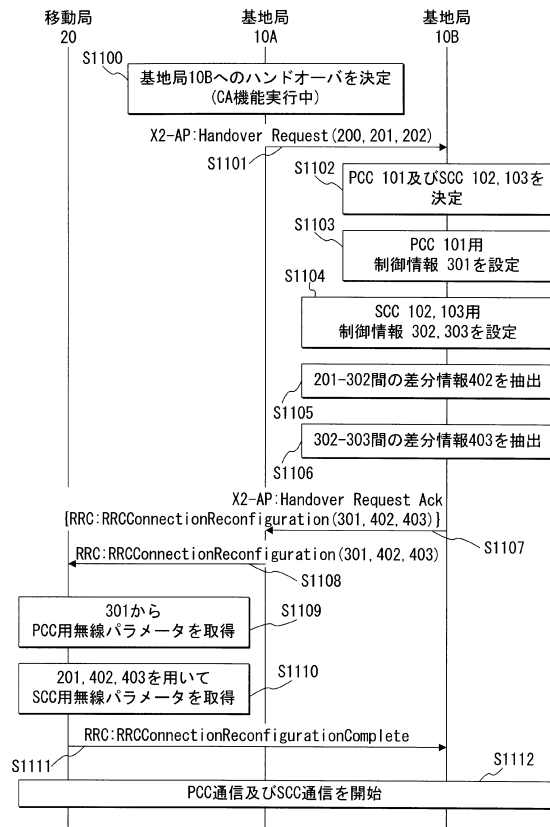 移動局
20
基地局
10A
基地局
10B
S1100
基地局10Bへのハンドオーバを決定
(CA機能実行中)
X2-AP:Handover Request(200,201,202)
S1101
S1102
PCC 101及びSCC 102,103を
決定
S1103
PCC 101用
制御情報 301を設定
S1104
SCC 102,103用
制御情報 302,303を設定
201-302間の差分情報402を抽出
S1105
302-303間の差分情報403を抽出
S1106
X2-AP:Handover Request Ack
{RRC:RRCConnectionReconfiguration(301,402,403)}
S1107
RRC:RRCConnectionReconfiguration(301,402,403)
S1108
301から
PCC用無線パラメータを取得
S1109
201,402,403を用いて
SCC用無線パラメータを取得
S1110
RRC:RRCConnectionReconfigurationComplete
S1111
S1112
PCC通信及びSCC通信を開始